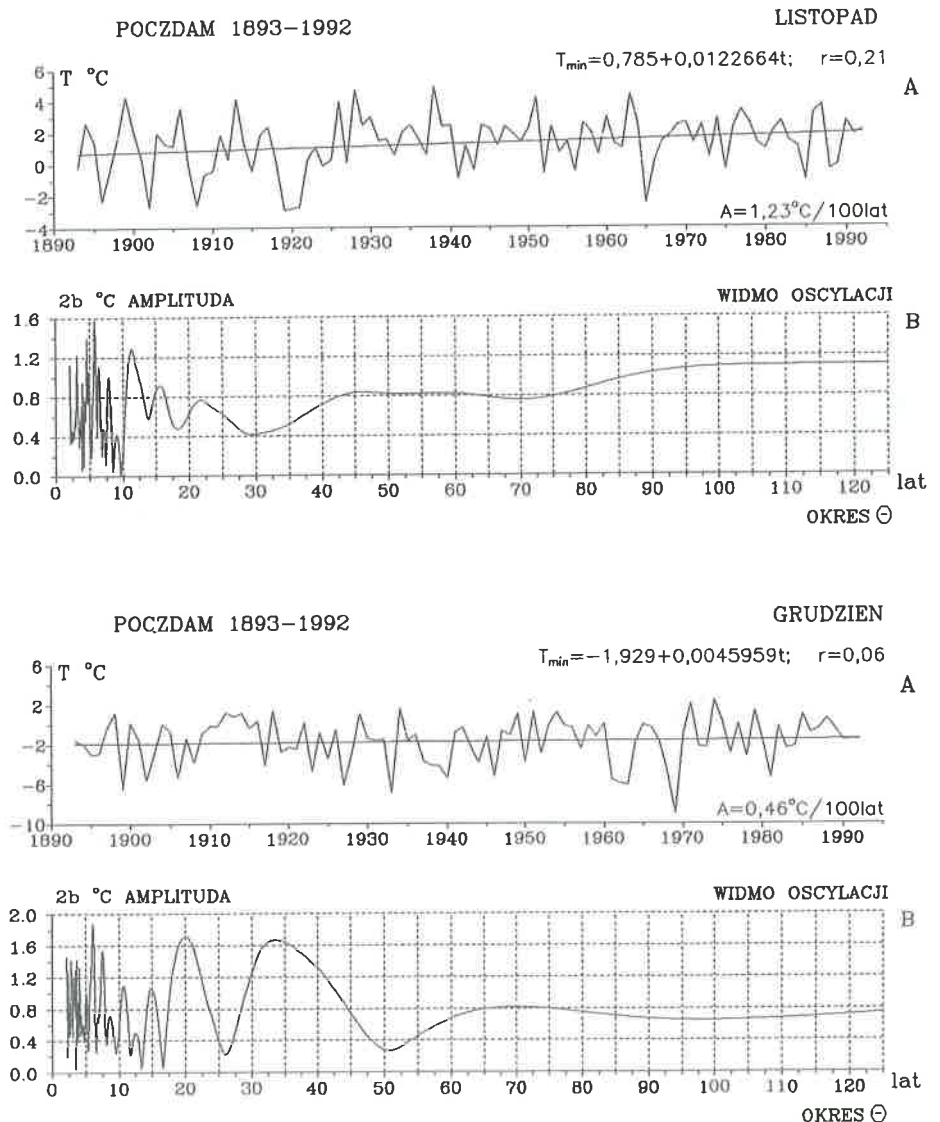 POCZDAM 1893-1992
LISTOPAD
T °C
Tmin=0,785+0,0122664t; r=0,21
A
6
4
2
0
-2
-4
A=1,23°C/100lat
1890 1900 1910 1920 1930 1940 1950 1960 1970 1980 1990
2b °C AMPLITUDA
WIDMO OSCYLACJI
B
1.6
1.2
0.8
0.4
0.0
0 10 20 30 40 50 60 70 80 90 100 110 120 lat
OKRES Θ
POCZDAM 1893-1992
GRUDZIEN
Tmin=-1,929+0,0045959t; r=0,06
T °C
A
6
2
-2
-6
-10
A=0,46°C/100lat
1890 1900 1910 1920 1930 1940 1950 1960 1970 1980 1990
2b °C AMPLITUDA
WIDMO OSCYLACJI
B
2.0
1.6
1.2
0.8
0.4
0.0
0 10 20 30 40 50 60 70 80 90 100 110 120 lat
OKRES Θ